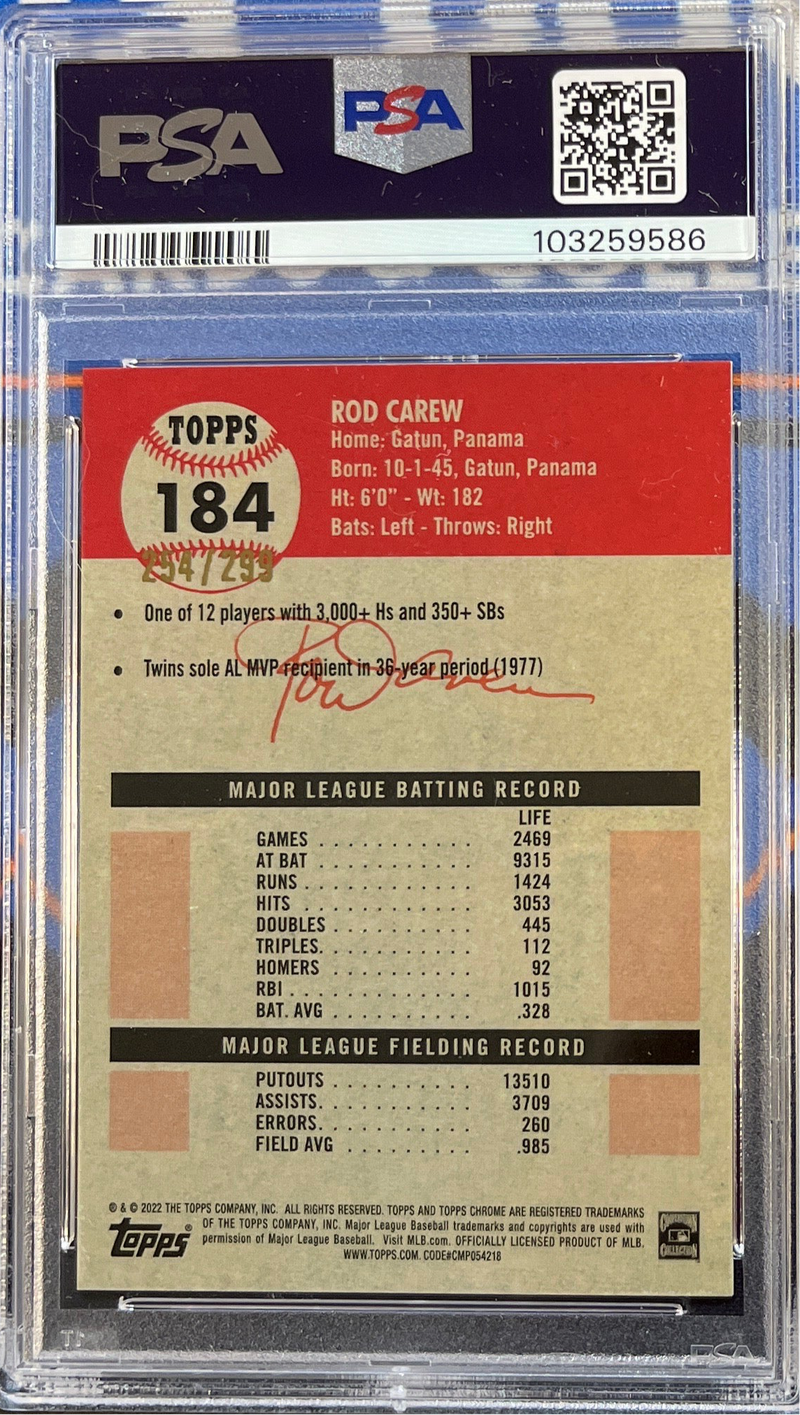 PSA
PSA
103259586
TOPPS
184
254/299
ROD CAREW
Home: Gatun, Panama
Born: 10-1-45, Gatun, Panama
Ht: 6'0" - Wt: 182
Bats: Left - Throws: Right
• One of 12 players with 3,000+ Hs and 350+ SBs
• Twins sole AL MVP recipient in 36-year period (1977)
Rod Carew
MAJOR LEAGUE BATTING RECORD
LIFE
GAMES . . . . . . . . . . . 2469
AT BAT . . . . . . . . . . . 9315
RUNS . . . . . . . . . . . . 1424
HITS . . . . . . . . . . . . 3053
DOUBLES . . . . . . . . . . 445
TRIPLES. . . . . . . . . . . 112
HOMERS . . . . . . . . . . 92
RBI . . . . . . . . . . . . . 1015
BAT. AVG . . . . . . . . . . .328
MAJOR LEAGUE FIELDING RECORD
PUTOUTS . . . . . . . . . . 13510
ASSISTS. . . . . . . . . . . 3709
ERRORS. . . . . . . . . . . 260
FIELD AVG . . . . . . . . . .985
® & © 2022 THE TOPPS COMPANY, INC. ALL RIGHTS RESERVED. TOPPS AND TOPPS CHROME ARE REGISTERED TRADEMARKS
OF THE TOPPS COMPANY, INC. Major League Baseball trademarks and copyrights are used with
permission of Major League Baseball. Visit MLB.com. OFFICIALLY LICENSED PRODUCT OF MLB.
WWW.TOPPS.COM. CODE#CMP054218
topps®
COOPERSTOWN
COLLECTION
PSA